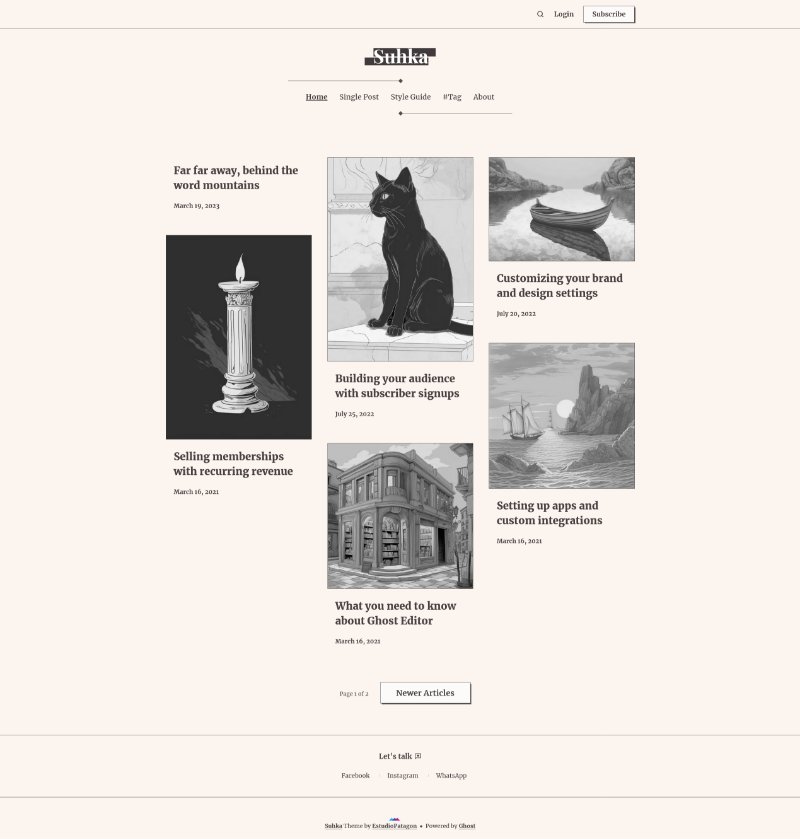 Login Subscribe
Suhka
Home Single Post Style Guide #Tag About
Far far away, behind the
word mountains
March 19, 2023
Selling memberships
with recurring revenue
March 16, 2021
Building your audience
with subscriber signups
July 25, 2022
What you need to know
about Ghost Editor
March 16, 2021
Customizing your brand
and design settings
July 20, 2022
Setting up apps and
custom integrations
March 16, 2021
Page 1 of 2 Newer Articles
Let's talk
Facebook Instagram WhatsApp
Suhka Theme by EstudioPatagon • Powered by Ghost